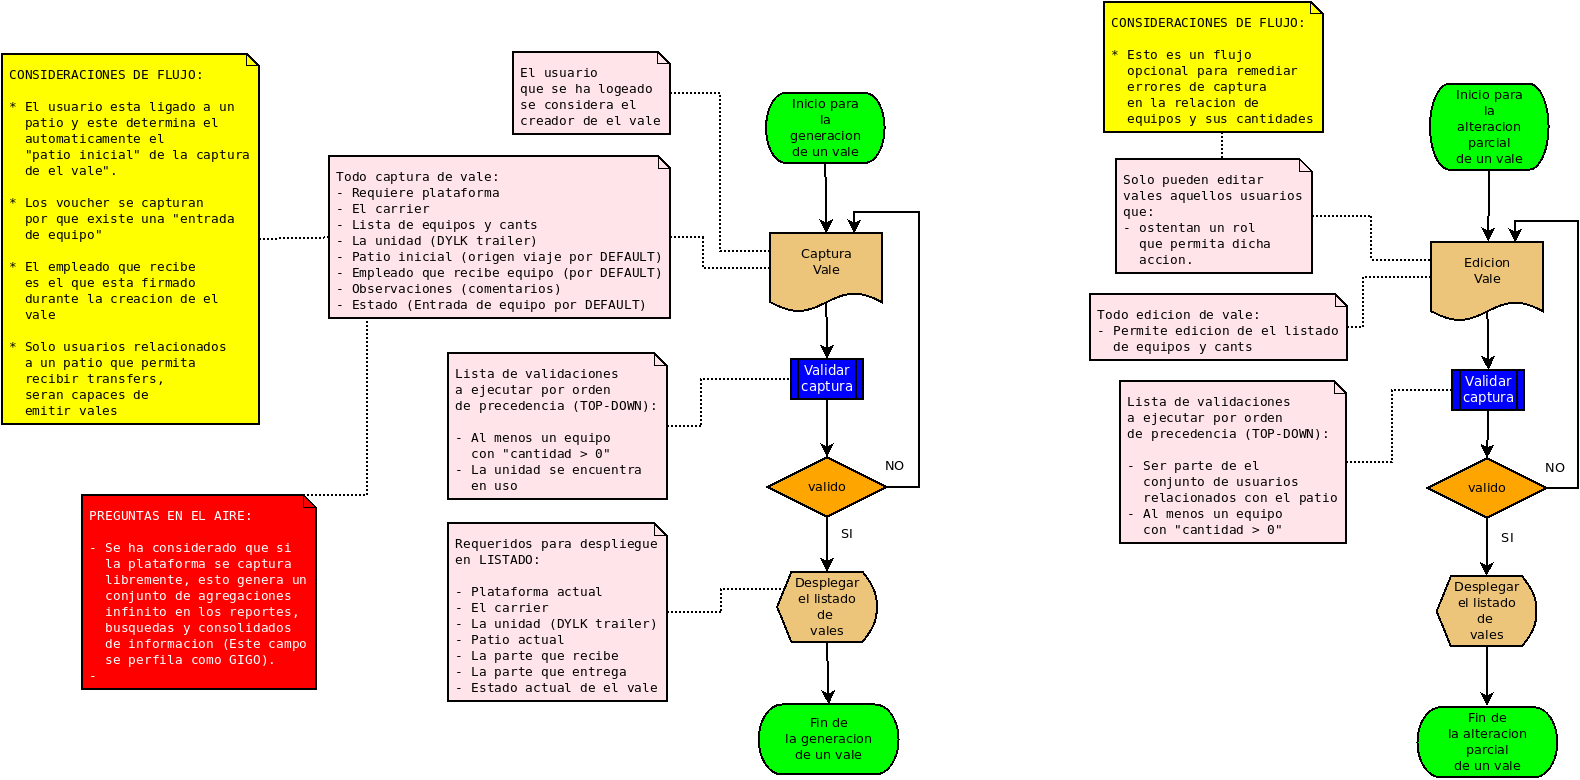 CONSIDERACIONES DE FLUJO:
* El usuario esta ligado a un
patio y este determina el
automaticamente el
"patio inicial" de la captura
de el vale".
* Los voucher se capturan
por que existe una "entrada
de equipo"
* El empleado que recibe
es el que esta firmado
durante la creacion de el
vale
* Solo usuarios relacionados
a un patio que permita
recibir transfers,
seran capaces de
emitir vales
PREGUNTAS EN EL AIRE:
- Se ha considerado que si
la plataforma se captura
libremente, esto genera un
conjunto de agregaciones
infinito en los reportes,
busquedas y consolidados
de informacion (Este campo
se perfila como GIGO).
-
El usuario
que se ha logeado
se considera el
creador de el vale
Todo captura de vale:
- Requiere plataforma
- El carrier
- Lista de equipos y cants
- La unidad (DYLK trailer)
- Patio inicial (origen viaje por DEFAULT)
- Empleado que recibe equipo (por DEFAULT)
- Observaciones (comentarios)
- Estado (Entrada de equipo por DEFAULT)
Lista de validaciones
a ejecutar por orden
de precedencia (TOP-DOWN):
- Al menos un equipo
con "cantidad > 0"
- La unidad se encuentra
en uso
Requeridos para despliegue
en LISTADO:
- Plataforma actual
- El carrier
- La unidad (DYLK trailer)
- Patio actual
- La parte que recibe
- La parte que entrega
- Estado actual de el vale
Inicio para
la
generacion
de un vale
Captura
Vale
Validar
captura
valido
NO
SI
Desplegar
el listado
de
vales
Fin de
la generacion
de un vale
CONSIDERACIONES DE FLUJO:
* Esto es un flujo
opcional para remediar
errores de captura
en la relacion de
equipos y sus cantidades
Solo pueden editar
vales aquellos usuarios
que:
- ostentan un rol
que permita dicha
accion.
Todo edicion de vale:
- Permite edicion de el listado
de equipos y cants
Lista de validaciones
a ejecutar por orden
de precedencia (TOP-DOWN):
- Ser parte de el
conjunto de usuarios
relacionados con el patio
- Al menos un equipo
con "cantidad > 0"
Inicio para
la
alteracion
parcial
de un vale
Edicion
Vale
Validar
captura
valido
NO
SI
Desplegar
el listado
de
vales
Fin de
la alteracion
parcial
de un vale